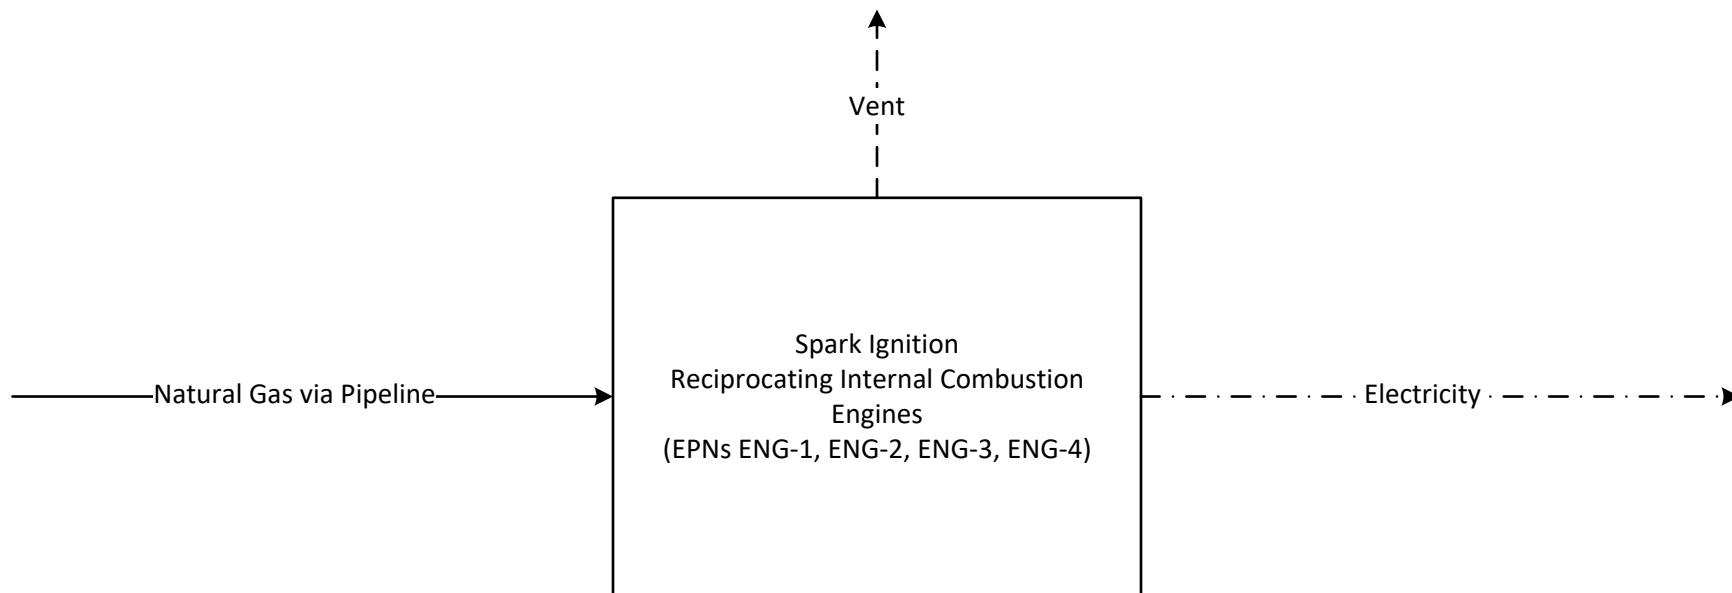 Vent
Spark Ignition
Reciprocating Internal Combustion
Engines
(EPNs ENG-1, ENG-2, ENG-3, ENG-4)
Natural Gas via Pipeline
Electricity